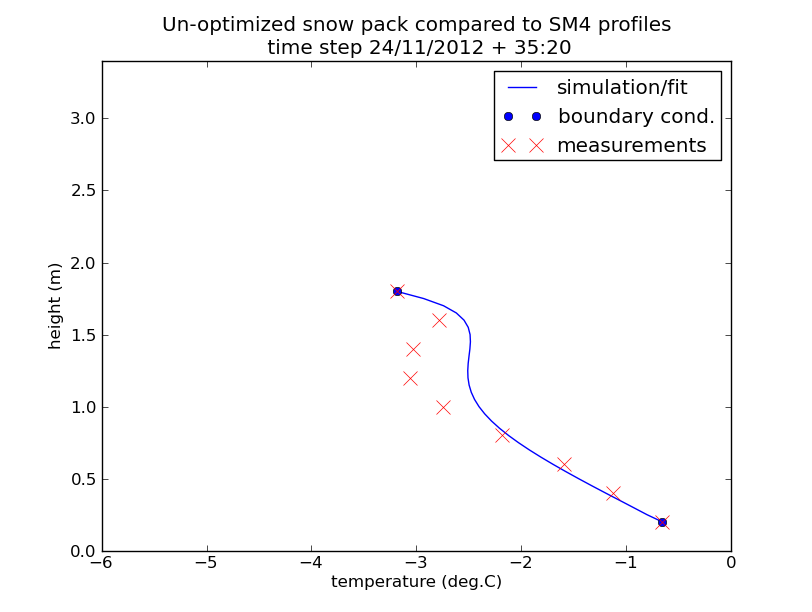 Un-optimized snow pack compared to SM4 profiles
time step 24/11/2012 + 35:20
simulation/fit
boundary cond.
measurements
height (m)
3.0
2.5
2.0
1.5
1.0
0.5
0.0
−6 −5 −4 −3 −2 −1 0
temperature (deg.C)